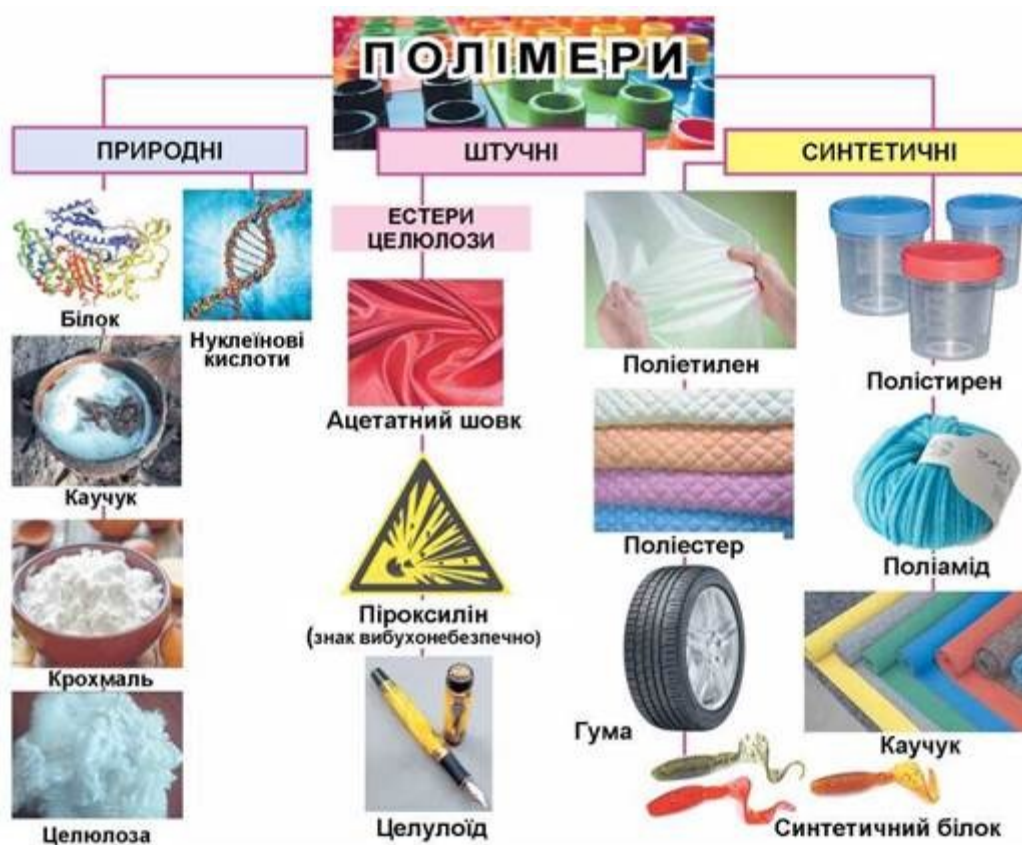 ПОЛІМЕРИ
ПРИРОДНІ
ШТУЧНІ
СИНТЕТИЧНІ
Білок
Нуклеїнові
кислоти
Каучук
Крохмаль
Целюлоза
ЕСТЕРИ
ЦЕЛЮЛОЗИ
Ацетатний шовк
Піроксилін
(знак вибухонебезпечно)
Целулоїд
Поліетилен
Полістирен
Поліестер
Поліамід
Гума
Каучук
Синтетичний білок